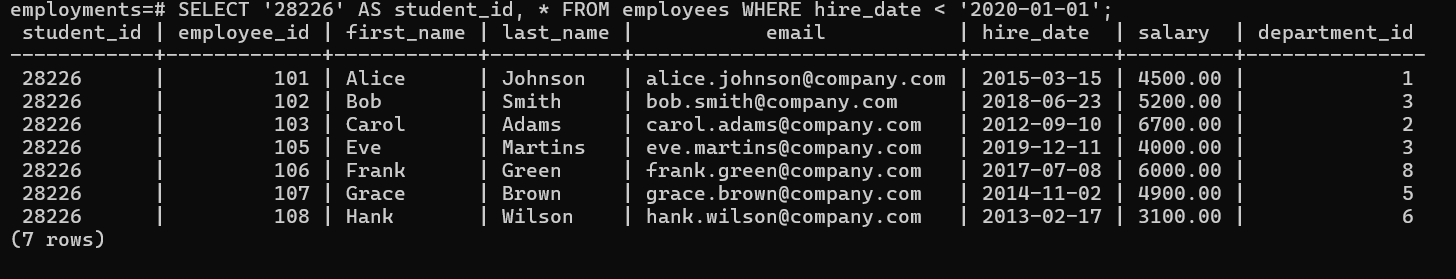 employments=# SELECT '28226' AS student_id, * FROM employees WHERE hire_date < '2020-01-01';
 student_id | employee_id | first_name | last_name |           email           | hire_date  | salary  | department_id
------------+-------------+------------+-----------+---------------------------+------------+---------+---------------
 28226      |         101 | Alice      | Johnson   | alice.johnson@company.com | 2015-03-15 | 4500.00 |             1
 28226      |         102 | Bob        | Smith     | bob.smith@company.com     | 2018-06-23 | 5200.00 |             3
 28226      |         103 | Carol      | Adams     | carol.adams@company.com   | 2012-09-10 | 6700.00 |             2
 28226      |         105 | Eve        | Martins   | eve.martins@company.com   | 2019-12-11 | 4000.00 |             3
 28226      |         106 | Frank      | Green     | frank.green@company.com   | 2017-07-08 | 6000.00 |             8
 28226      |         107 | Grace      | Brown     | grace.brown@company.com   | 2014-11-02 | 4900.00 |             5
 28226      |         108 | Hank       | Wilson    | hank.wilson@company.com   | 2013-02-17 | 3100.00 |             6
(7 rows)